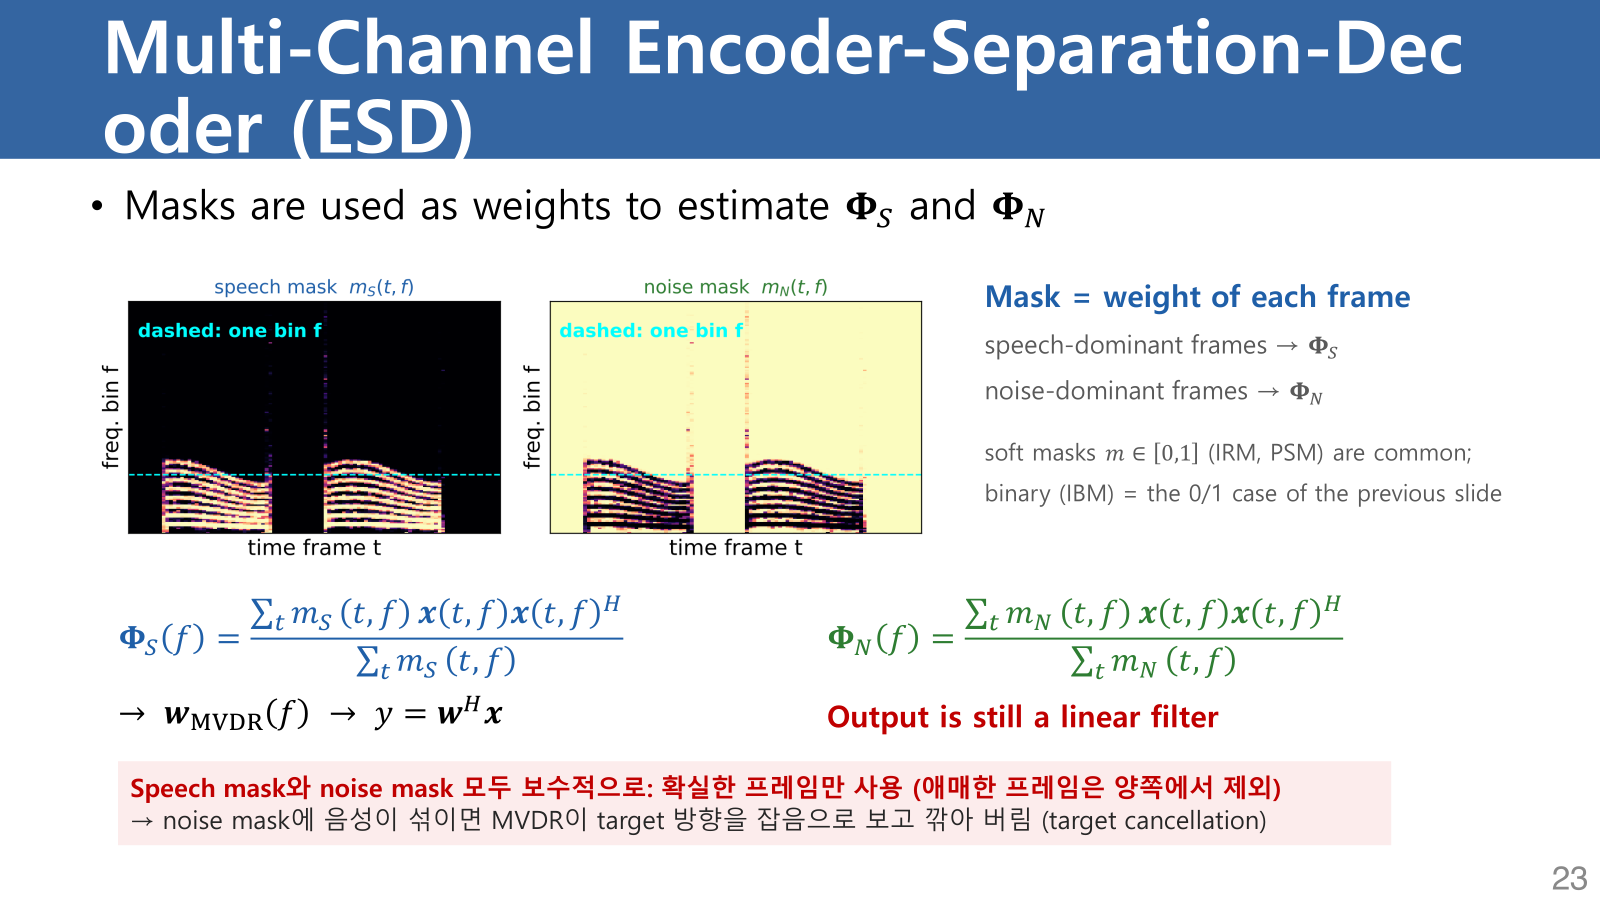 Multi-Channel Encoder-Separation-Dec
oder (ESD)
• Masks are used as weights to estimate 𝚽_S and 𝚽_N
speech mask m_S(t, f)
dashed: one bin f
freq. bin f
time frame t
noise mask m_N(t, f)
dashed: one bin f
freq. bin f
time frame t
Mask = weight of each frame
speech-dominant frames → 𝚽_S
noise-dominant frames → 𝚽_N
soft masks m ∈ [0,1] (IRM, PSM) are common;
binary (IBM) = the 0/1 case of the previous slide
𝚽_S(f) = ∑_t m_S (t, f) x(t, f)x(t, f)^H / ∑_t m_S (t, f)
𝚽_N(f) = ∑_t m_N (t, f) x(t, f)x(t, f)^H / ∑_t m_N (t, f)
→ w_MVDR(f) → y = w^H x
Output is still a linear filter
Speech mask와 noise mask 모두 보수적으로: 확실한 프레임만 사용 (애매한 프레임은 양쪽에서 제외)
→ noise mask에 음성이 섞이면 MVDR이 target 방향을 잡음으로 보고 깎아 버림 (target cancellation)
23